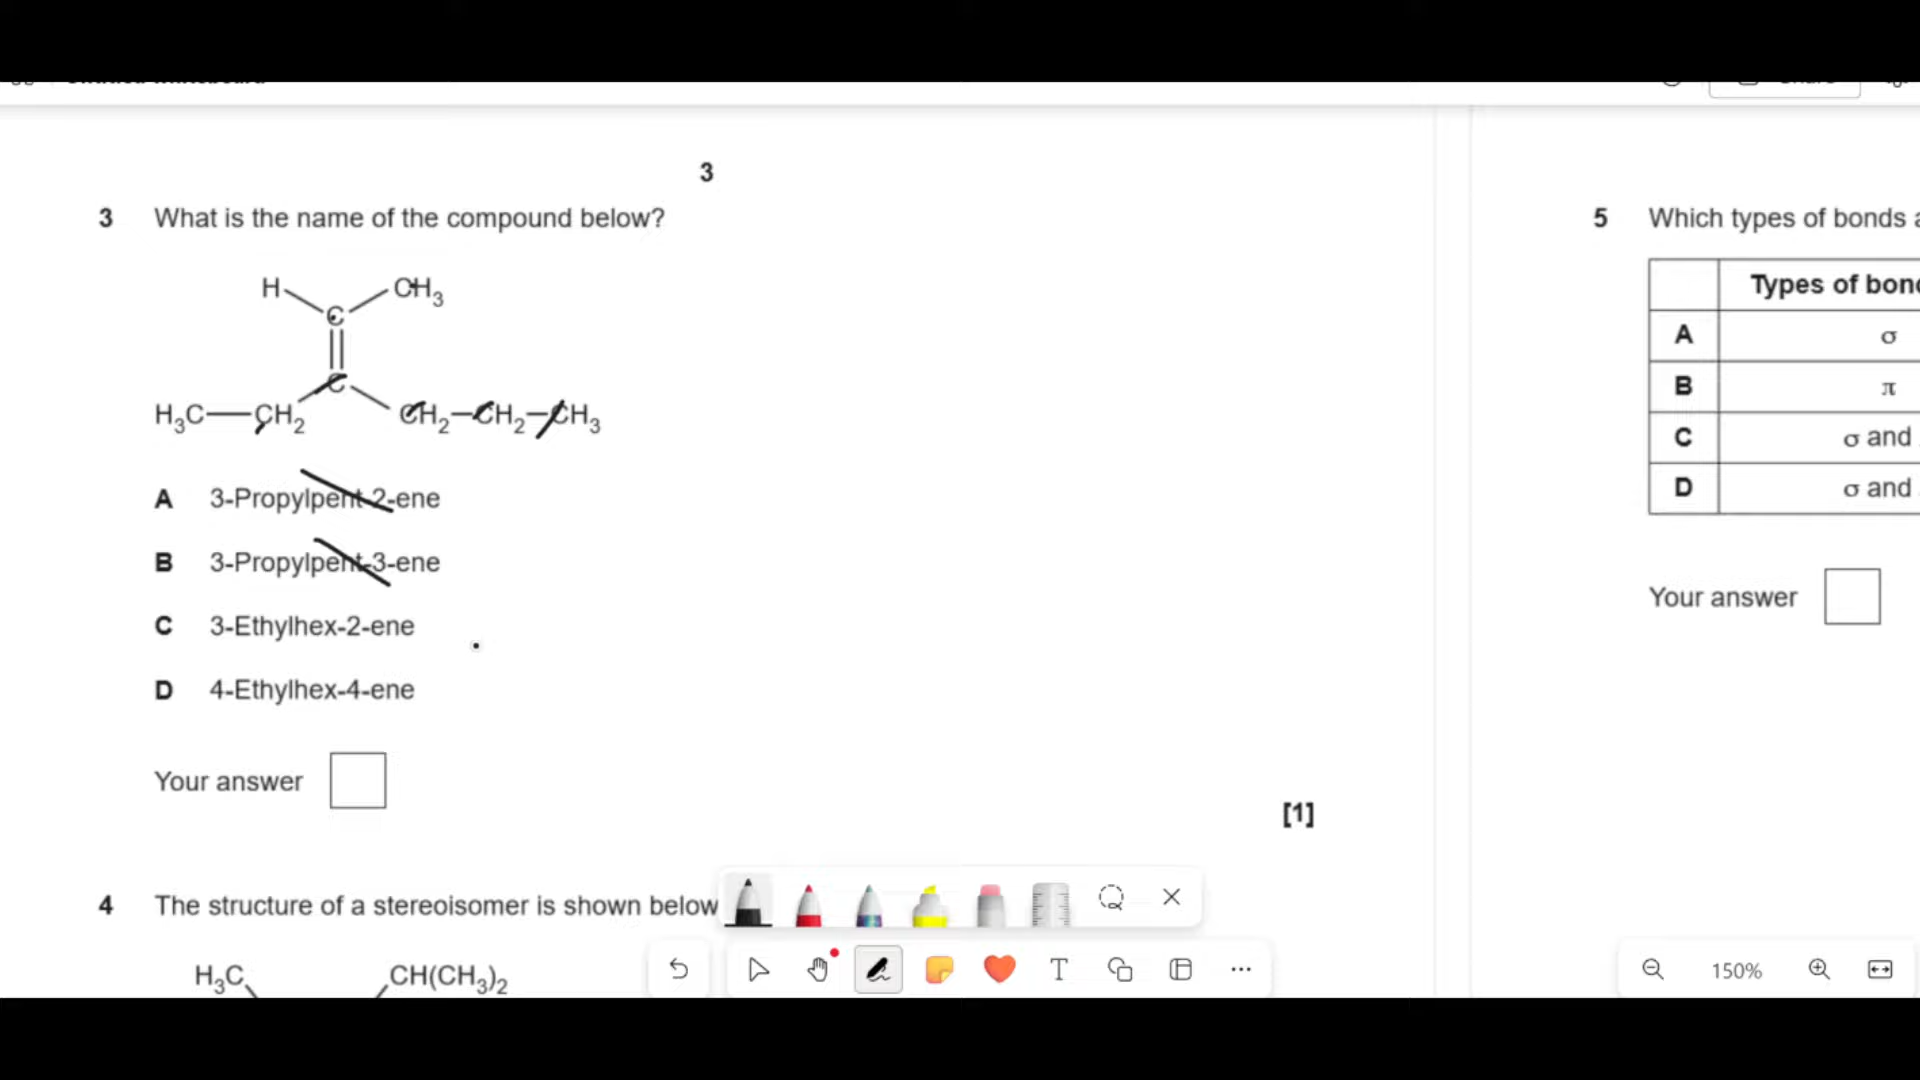 3
3 What is the name of the compound below?
H CH3
C
C
H3C—CH2 CH2—CH2—CH3
A 3-Propylpent-2-ene
B 3-Propylpent-3-ene
C 3-Ethylhex-2-ene
D 4-Ethylhex-4-ene
Your answer
[1]
4 The structure of a stereoisomer is shown below
H3C CH(CH3)2
5 Which types of bonds
Types of bon
A σ
B π
C σ and
D σ and
Your answer
T
150%